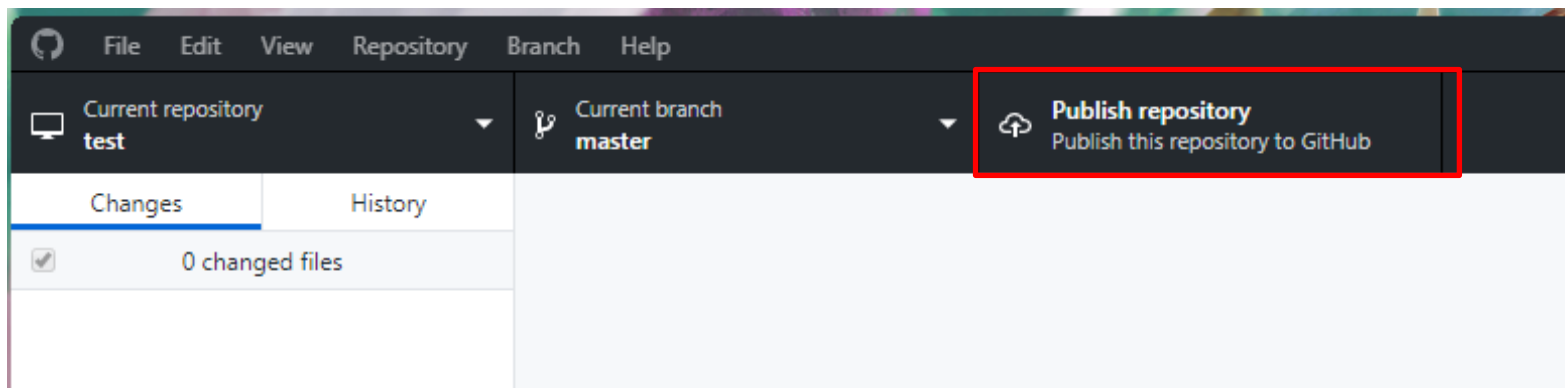 File Edit View Repository Branch Help
Current repository
test
Current branch
master
Publish repository
Publish this repository to GitHub
Changes History
0 changed files